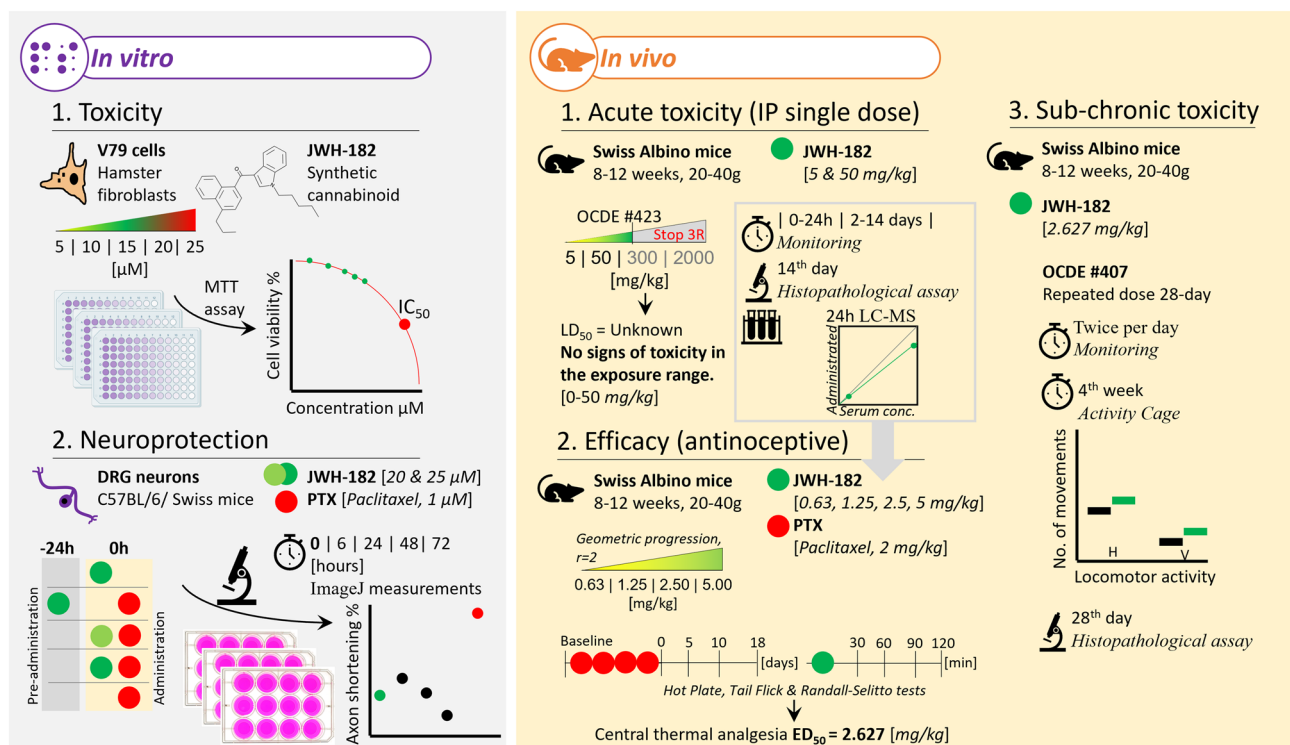 In vitro
1. Toxicity
V79 cells
Hamster
fibroblasts
JWH-182
Synthetic
cannabinoid
5 | 10 | 15 | 20| 25
[µM]
MTT
assay
Cell viability %
IC50
Concentration µM
2. Neuroprotection
DRG neurons
C57BL/6/ Swiss mice
JWH-182 [20 & 25 µM]
PTX [Paclitaxel, 1 µM]
-24h 0h
Pre-administration
Administration
0 | 6 | 24 | 48| 72
[hours]
ImageJ measurements
Axon shortening %
In vivo
1. Acute toxicity (IP single dose)
Swiss Albino mice
8-12 weeks, 20-40g
JWH-182
[5 & 50 mg/kg]
OCDE #423
Stop 3R
5 | 50 | 300 | 2000
[mg/kg]
LD50 = Unknown
No signs of toxicity in
the exposure range.
[0-50 mg/kg]
| 0-24h | 2-14 days |
Monitoring
14th day
Histopathological assay
24h LC-MS
Administrated
Serum conc.
2. Efficacy (antinoceptive)
Swiss Albino mice
8-12 weeks, 20-40g
JWH-182
[0.63, 1.25, 2.5, 5 mg/kg]
PTX
[Paclitaxel, 2 mg/kg]
Geometric progression,
r=2
0.63 | 1.25 | 2.50 | 5.00
[mg/kg]
Baseline 0 5 10 18 [days]
30 60 90 120 [min]
Hot Plate, Tail Flick & Randall-Selitto tests
Central thermal analgesia ED50 = 2.627 [mg/kg]
3. Sub-chronic toxicity
Swiss Albino mice
8-12 weeks, 20-40g
JWH-182
[2.627 mg/kg]
OCDE #407
Repeated dose 28-day
Twice per day
Monitoring
4th week
Activity Cage
No. of movements
H V
Locomotor activity
28th day
Histopathological assay